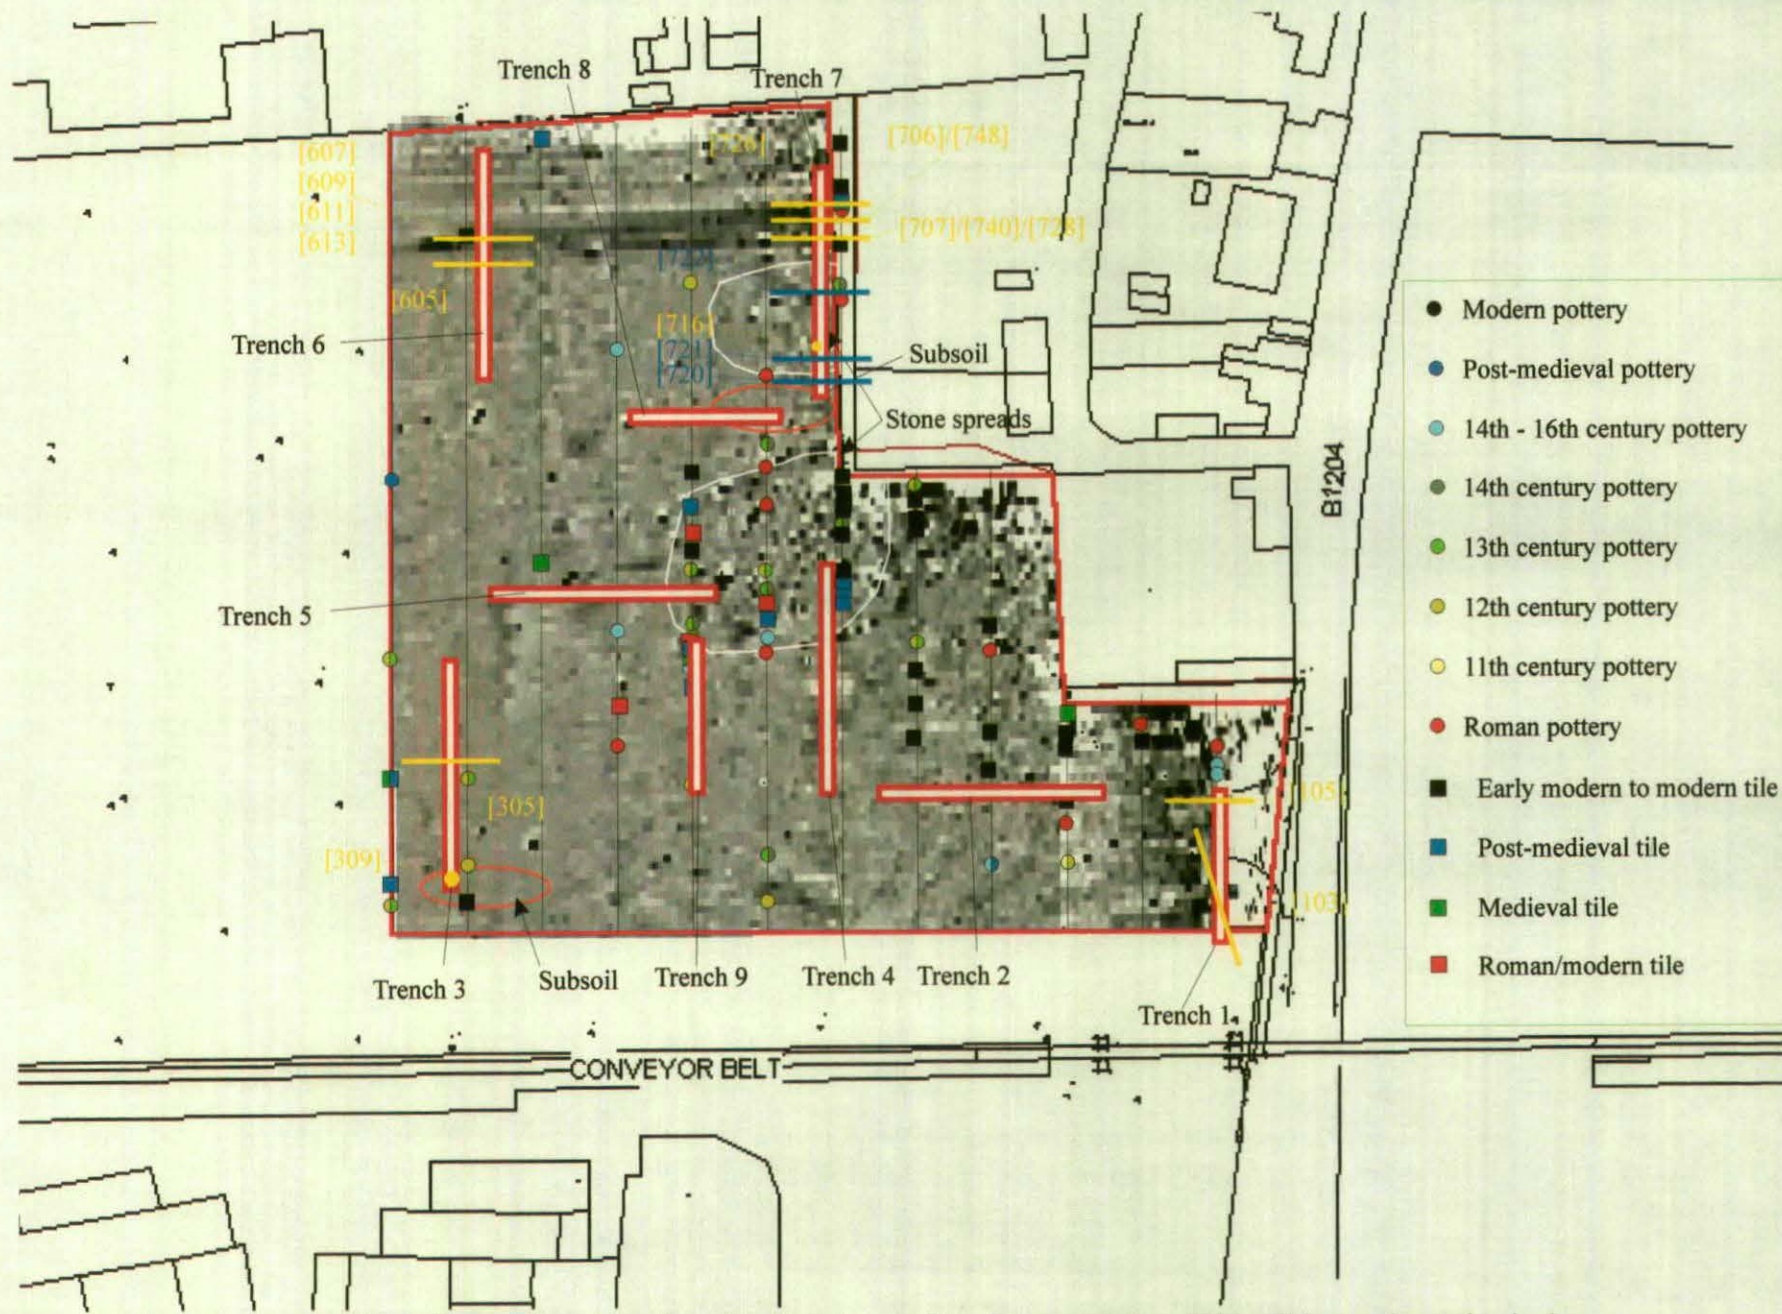 Trench 8
Trench 7
[607]
[609]
[611]
[613]
[726]
[706]/[748]
[707]/[740]/[728]
[605]
[716]
[721]
[720]
Trench 6
Subsoil
Stone spreads
B1204
Trench 5
[305]
[309]
Trench 3
Subsoil
Trench 9
Trench 4
Trench 2
Trench 1
CONVEYOR BELT
Modern pottery
Post-medieval pottery
14th - 16th century pottery
14th century pottery
13th century pottery
12th century pottery
11th century pottery
Roman pottery
Early modern to modern tile
Post-medieval tile
Medieval tile
Roman/modern tile